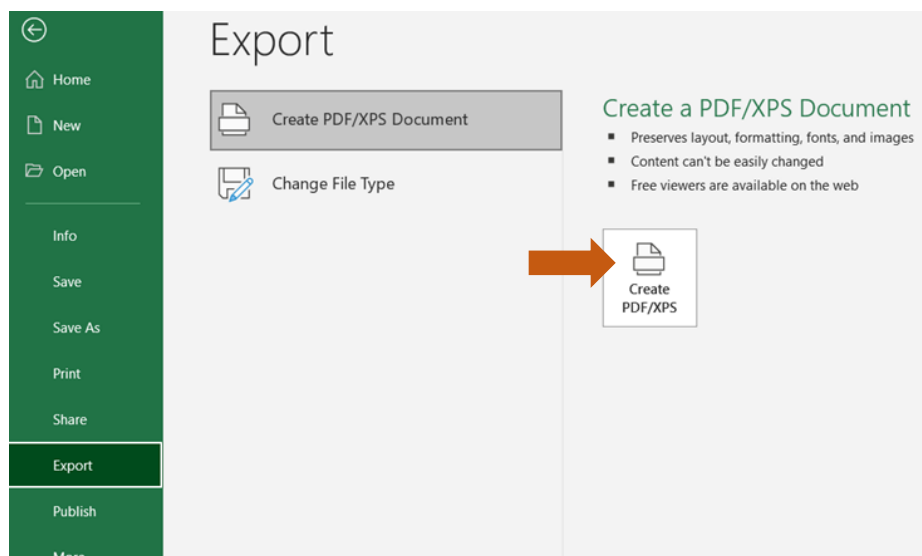 Export
Home
New
Open
Info
Save
Save As
Print
Share
Export
Publish
Create PDF/XPS Document
Change File Type
Create a PDF/XPS Document
Preserves layout, formatting, fonts, and images
Content can't be easily changed
Free viewers are available on the web
Create
PDF/XPS